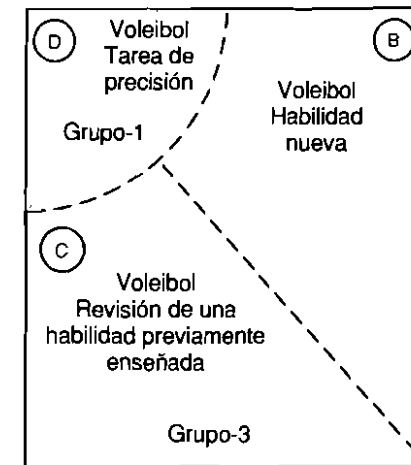 D
Voleibol
Tarea de
precisión
Grupo-1
B
Voleibol
Habilidad
nueva
C
Voleibol
Revisión de una
habilidad previamente
enseñada
Grupo-3